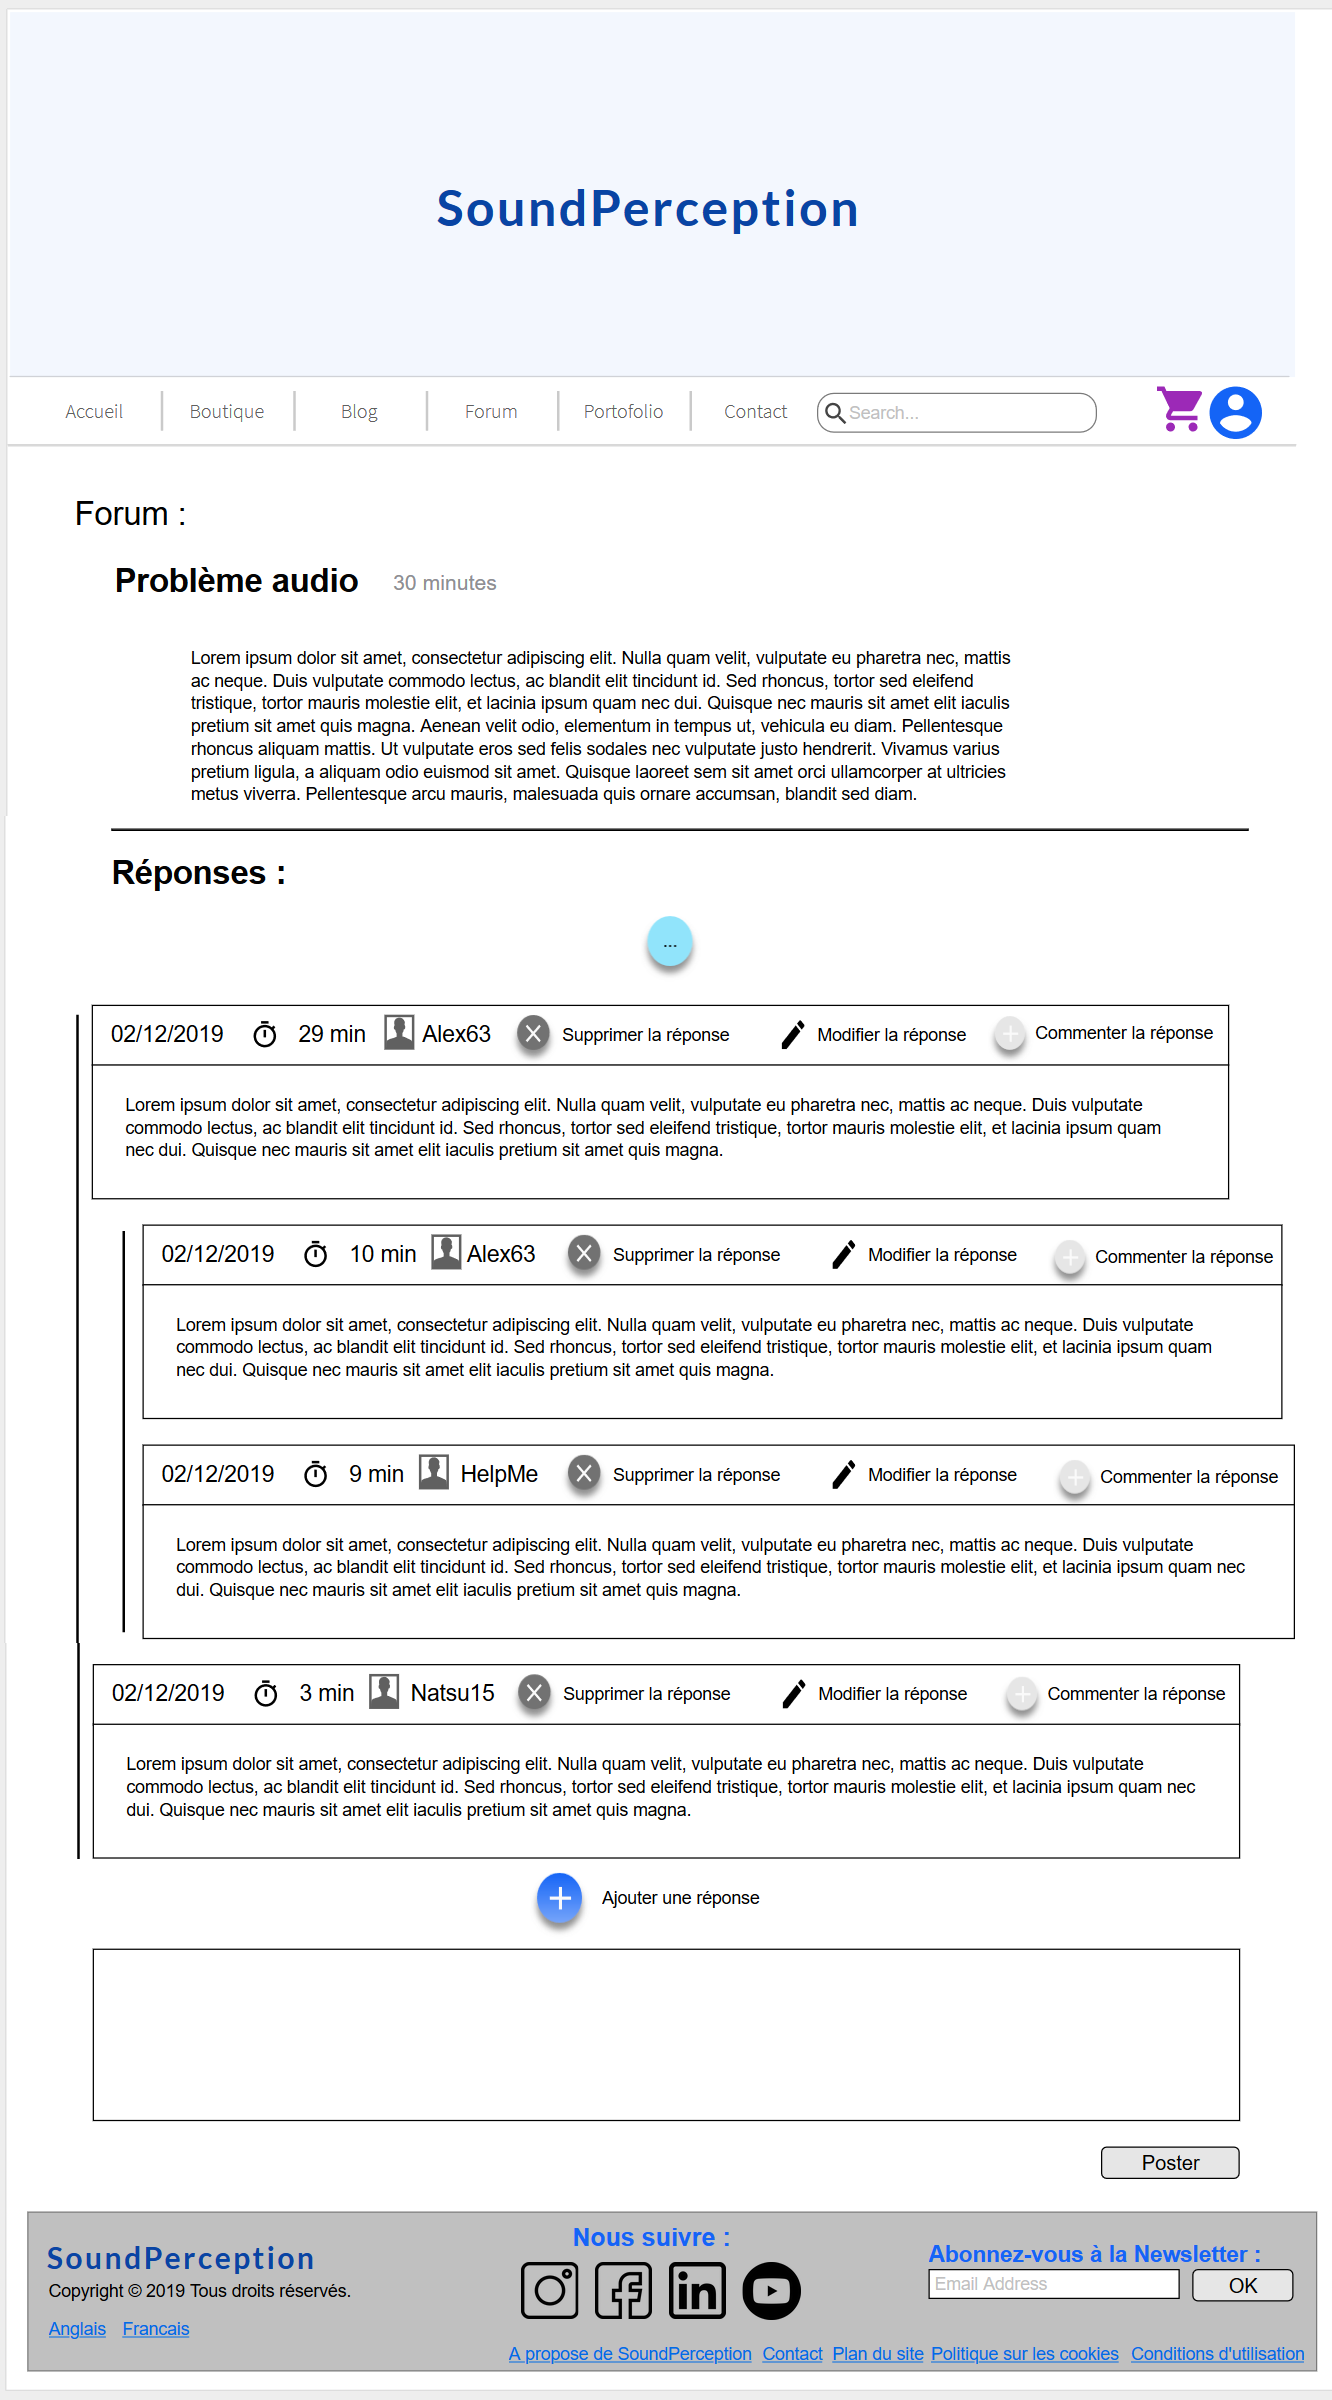 SoundPerception
Accueil Boutique Blog Forum Portofolio Contact Search...
Forum :
Problème audio 30 minutes
Lorem ipsum dolor sit amet, consectetur adipiscing elit. Nulla quam velit, vulputate eu pharetra nec, mattis
ac neque. Duis vulputate commodo lectus, ac blandit elit tincidunt id. Sed rhoncus, tortor sed eleifend
tristique, tortor mauris molestie elit, et lacinia ipsum quam nec dui. Quisque nec mauris sit amet elit iaculis
pretium sit amet quis magna. Aenean velit odio, elementum in tempus ut, vehicula eu diam. Pellentesque
rhoncus aliquam mattis. Ut vulputate eros sed felis sodales nec vulputate justo hendrerit. Vivamus varius
pretium ligula, a aliquam odio euismod sit amet. Quisque laoreet sem sit amet orci ullamcorper at ultricies
metus viverra. Pellentesque arcu mauris, malesuada quis ornare accumsan, blandit sed diam.
Réponses :
...
02/12/2019 29 min Alex63 Supprimer la réponse Modifier la réponse Commenter la réponse
Lorem ipsum dolor sit amet, consectetur adipiscing elit. Nulla quam velit, vulputate eu pharetra nec, mattis ac neque. Duis vulputate
commodo lectus, ac blandit elit tincidunt id. Sed rhoncus, tortor sed eleifend tristique, tortor mauris molestie elit, et lacinia ipsum quam
nec dui. Quisque nec mauris sit amet elit iaculis pretium sit amet quis magna.
02/12/2019 10 min Alex63 Supprimer la réponse Modifier la réponse Commenter la réponse
Lorem ipsum dolor sit amet, consectetur adipiscing elit. Nulla quam velit, vulputate eu pharetra nec, mattis ac neque. Duis vulputate
commodo lectus, ac blandit elit tincidunt id. Sed rhoncus, tortor sed eleifend tristique, tortor mauris molestie elit, et lacinia ipsum quam
nec dui. Quisque nec mauris sit amet elit iaculis pretium sit amet quis magna.
02/12/2019 9 min HelpMe Supprimer la réponse Modifier la réponse Commenter la réponse
Lorem ipsum dolor sit amet, consectetur adipiscing elit. Nulla quam velit, vulputate eu pharetra nec, mattis ac neque. Duis vulputate
commodo lectus, ac blandit elit tincidunt id. Sed rhoncus, tortor sed eleifend tristique, tortor mauris molestie elit, et lacinia ipsum quam nec
dui. Quisque nec mauris sit amet elit iaculis pretium sit amet quis magna.
02/12/2019 3 min Natsu15 Supprimer la réponse Modifier la réponse Commenter la réponse
Lorem ipsum dolor sit amet, consectetur adipiscing elit. Nulla quam velit, vulputate eu pharetra nec, mattis ac neque. Duis vulputate
commodo lectus, ac blandit elit tincidunt id. Sed rhoncus, tortor sed eleifend tristique, tortor mauris molestie elit, et lacinia ipsum quam nec
dui. Quisque nec mauris sit amet elit iaculis pretium sit amet quis magna.
Ajouter une réponse
Poster
SoundPerception
Copyright © 2019 Tous droits réservés.
Anglais Francais
Nous suivre :
in
Abonnez-vous à la Newsletter :
Email Address OK
A propose de SoundPerception Contact Plan du site Politique sur les cookies Conditions d'utilisation